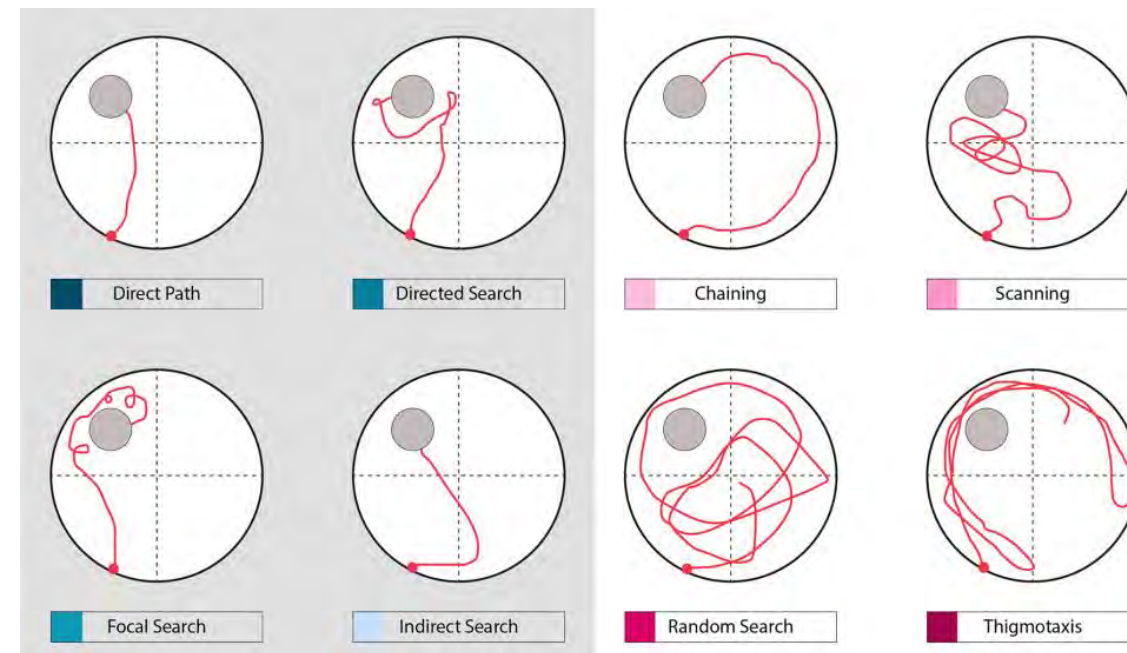 Direct Path
Directed Search
Chaining
Scanning
Focal Search
Indirect Search
Random Search
Thigmotaxis